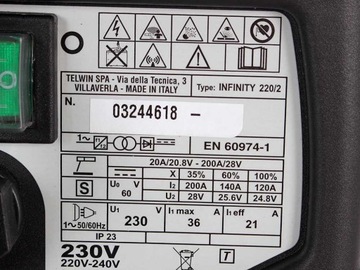 TELWIN SPA - Via della Tecnica, 3
VILLAVERLA - MADE IN ITALY
Type: INFINITY 220/2
N.
03244618 -
1~
EN 60974-1
20A/20.8V - 200A/28V
X 35% 60% 100%
S U0 V 60
I2 200A 140A 120A
U2 28V 25.6V 24.8V
1~50/60Hz
U1 V 230
I1 max A 36
I1 eff A 21
IP 23
230V
220V-240V
T